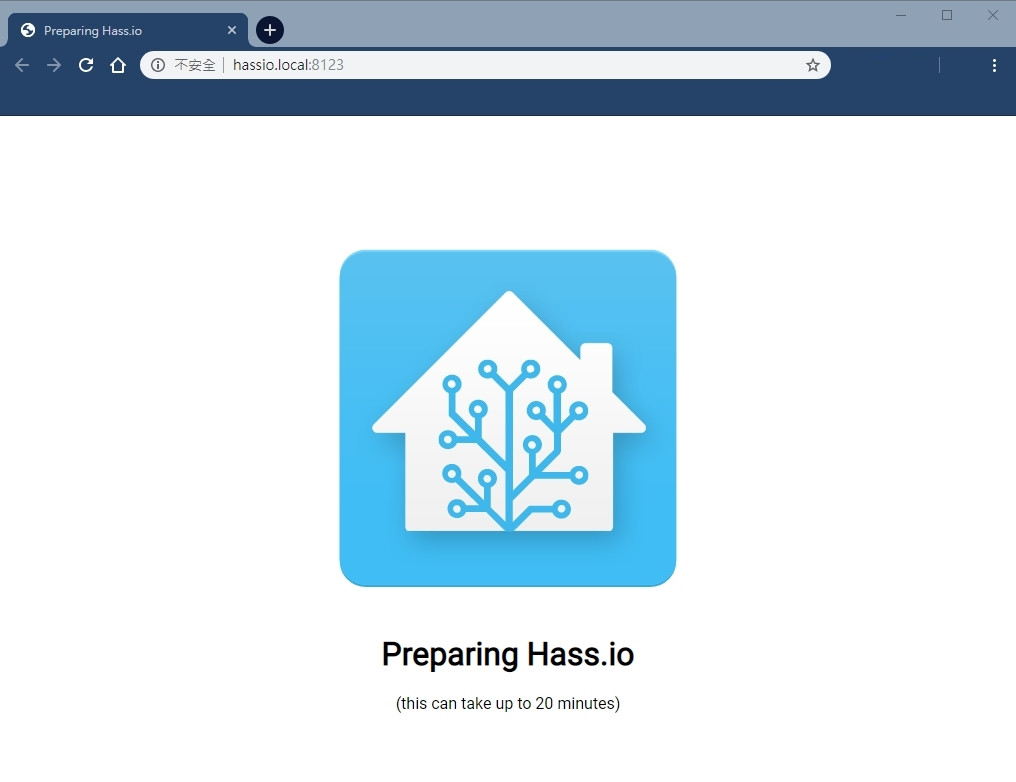 Preparing Hass.io
不安全
hassio.local:8123
Preparing Hass.io
(this can take up to 20 minutes)